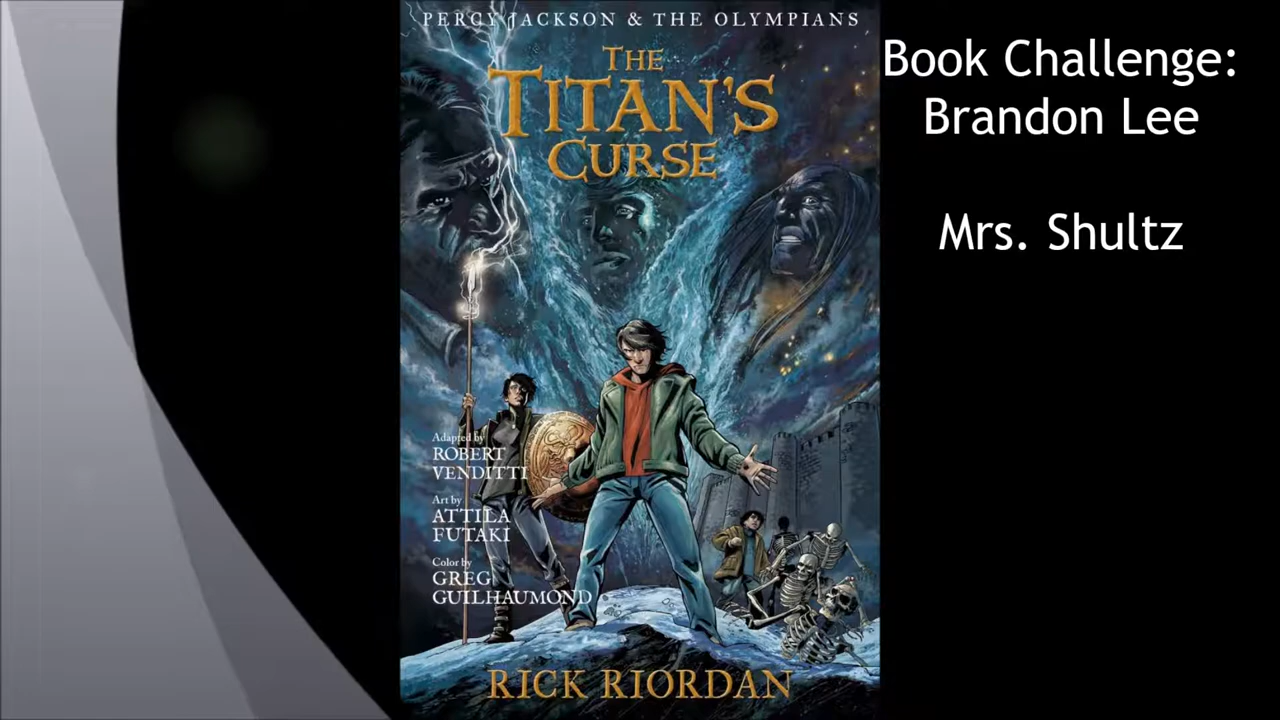 PERCY JACKSON & THE OLYMPIANS
THE
TITAN'S
CURSE
Adapted by
ROBERT
VENDITTI
Art by
ATTILA
FUTAKI
Color by
GREG
GUILHAUMOND
RICK RIORDAN
Book Challenge:
Brandon Lee
Mrs. Shultz